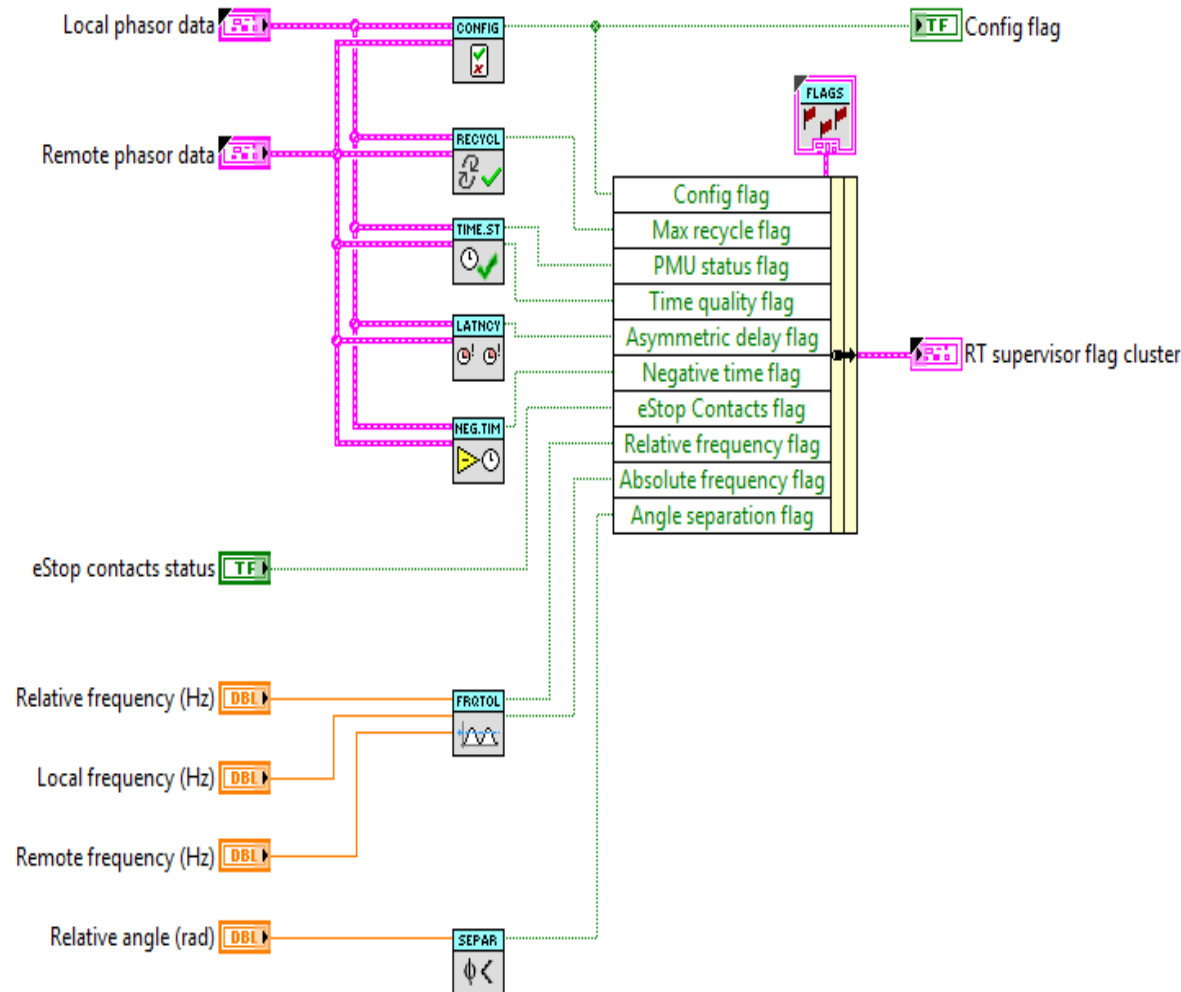 Local phasor data
CONFIG
TF
Config flag
FLAGS
Remote phasor data
RECYCL
Config flag
Max recycle flag
TIME.ST
PMU status flag
Time quality flag
LATNCY
Asymmetric delay flag
RT supervisor flag cluster
Negative time flag
NEG.TIM
eStop Contacts flag
Relative frequency flag
Absolute frequency flag
Angle separation flag
eStop contacts status
TF
Relative frequency (Hz)
DBL
FRQTOL
Local frequency (Hz)
DBL
Remote frequency (Hz)
DBL
Relative angle (rad)
DBL
SEPAR
ϕ<